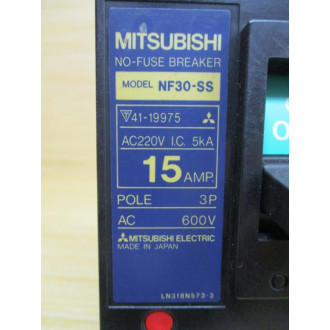 MITSUBISHI
NO-FUSE BREAKER
MODEL NF30-SS
41-19975
AC220V I.C. 5kA
15 AMP.
POLE 3P
AC 600V
MITSUBISHI ELECTRIC
MADE IN JAPAN
LN318N573-3